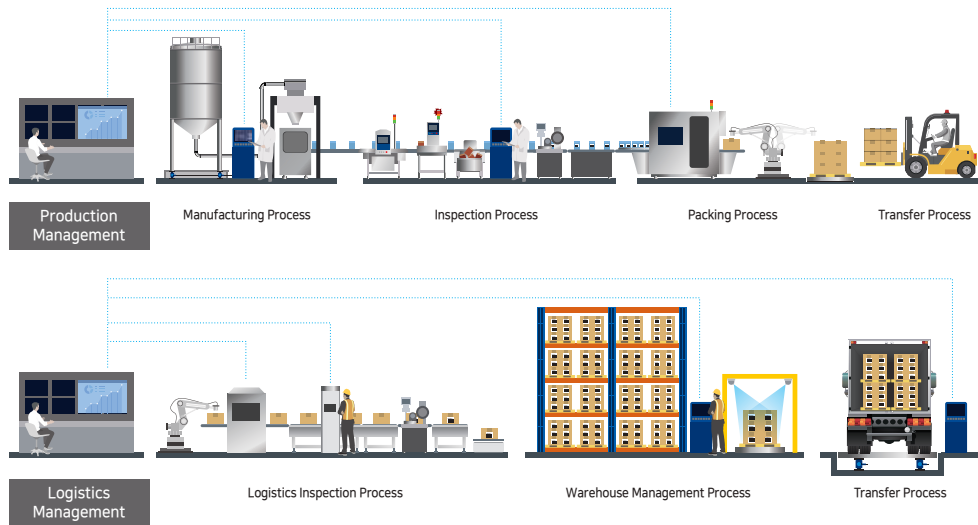 Production
Management
Manufacturing Process
Inspection Process
Packing Process
Transfer Process
Logistics
Management
Logistics Inspection Process
Warehouse Management Process
Transfer Process